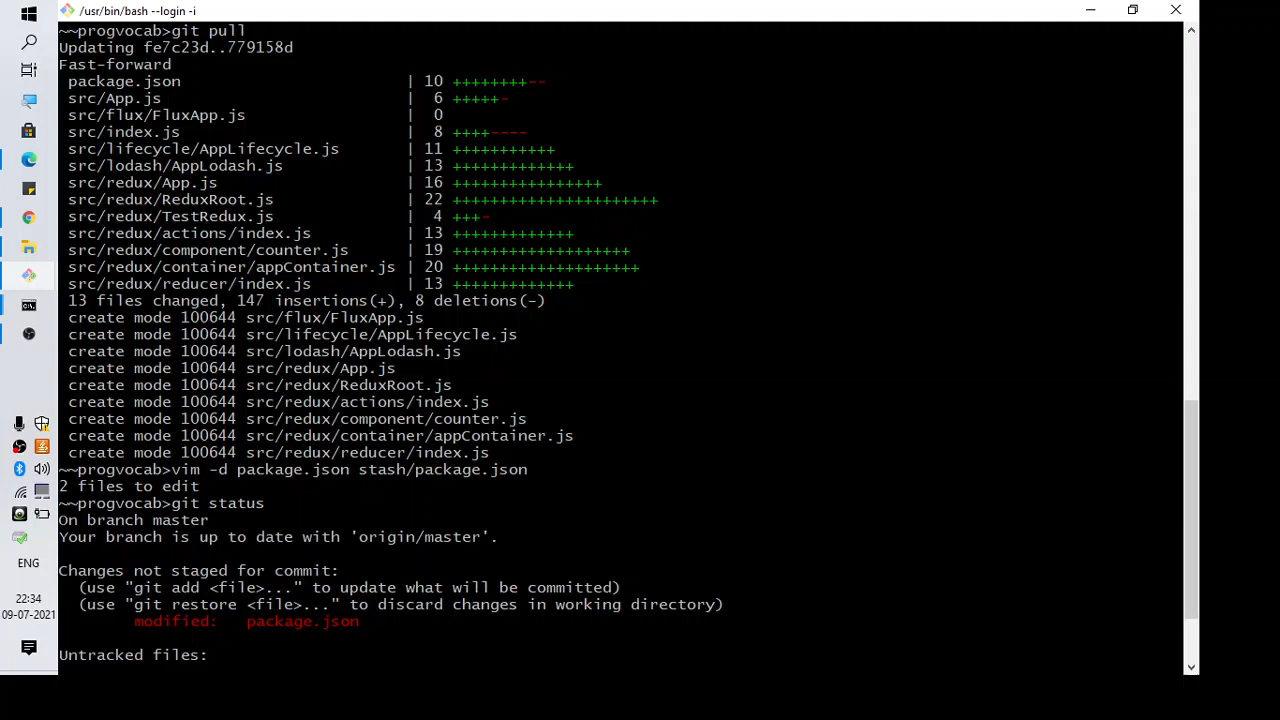 /usr/bin/bash --login -i
~~progvocab>git pull
Updating fe7c23d..779158d
Fast-forward
package.json | 10 ++++++++--
src/App.js | 6 +++++-
src/flux/FluxApp.js | 0
src/index.js | 8 ++++----
src/lifecycle/AppLifecycle.js | 11 +++++++++++
src/lodash/AppLodash.js | 13 +++++++++++++
src/redux/App.js | 16 ++++++++++++++++
src/redux/ReduxRoot.js | 22 ++++++++++++++++++++++
src/redux/TestRedux.js | 4 +++-
src/redux/actions/index.js | 13 +++++++++++++
src/redux/component/counter.js | 19 +++++++++++++++++++
src/redux/container/appContainer.js | 20 ++++++++++++++++++++
src/redux/reducer/index.js | 13 +++++++++++++
13 files changed, 147 insertions(+), 8 deletions(-)
create mode 100644 src/flux/FluxApp.js
create mode 100644 src/lifecycle/AppLifecycle.js
create mode 100644 src/lodash/AppLodash.js
create mode 100644 src/redux/App.js
create mode 100644 src/redux/ReduxRoot.js
create mode 100644 src/redux/actions/index.js
create mode 100644 src/redux/component/counter.js
create mode 100644 src/redux/container/appContainer.js
create mode 100644 src/redux/reducer/index.js
~~progvocab>vim -d package.json stash/package.json
2 files to edit
~~progvocab>git status
On branch master
Your branch is up to date with 'origin/master'.
Changes not staged for commit:
(use "git add <file>..." to update what will be committed)
(use "git restore <file>..." to discard changes in working directory)
modified: package.json
Untracked files:
ENG
22:34
09-07-2021